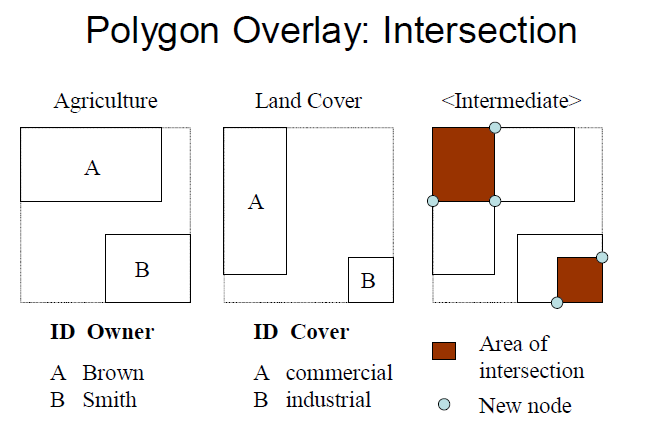 Polygon Overlay: Intersection
Agriculture
Land Cover
<Intermediate>
A
B
A
B
ID Owner
A Brown
B Smith
ID Cover
A commercial
B industrial
Area of
intersection
New node